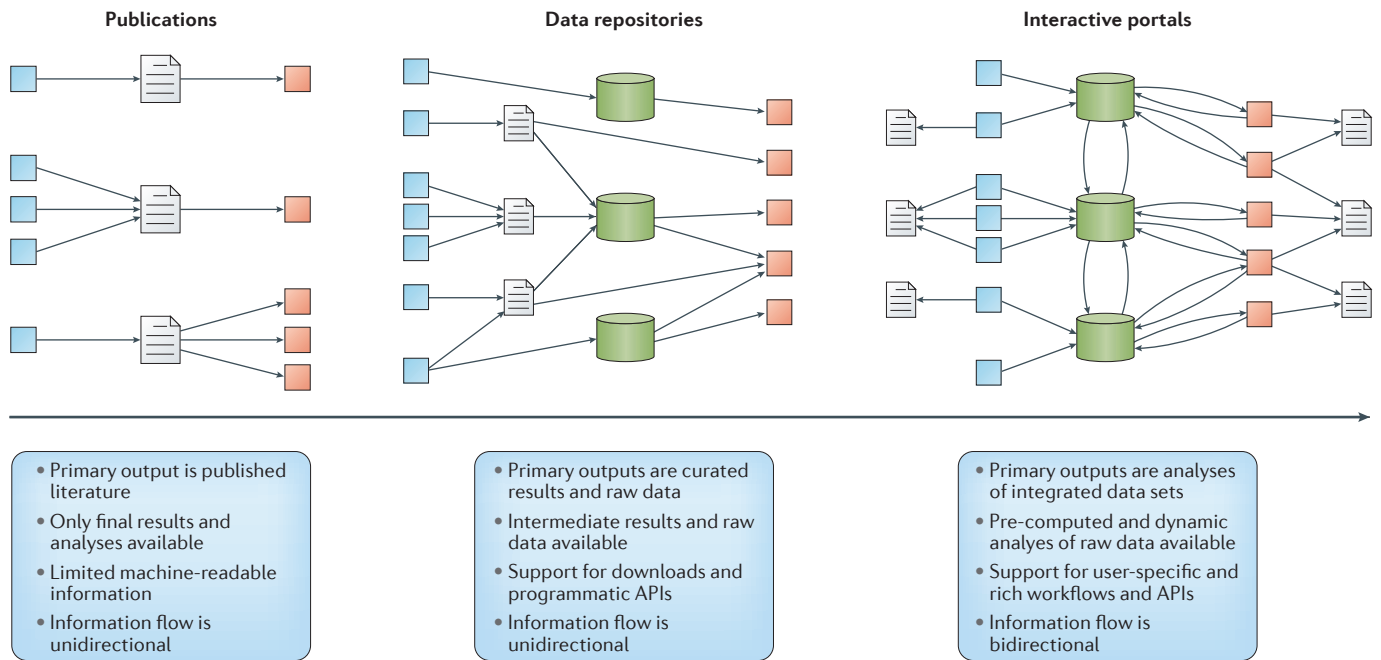 Publications
Data repositories
Interactive portals
• Primary output is published
literature
• Only final results and
analyses available
• Limited machine-readable
information
• Information flow is
unidirectional
• Primary outputs are curated
results and raw data
• Intermediate results and raw
data available
• Support for downloads and
programmatic APIs
• Information flow is
unidirectional
• Primary outputs are analyses
of integrated data sets
• Pre-computed and dynamic
analyes of raw data available
• Support for user-specific and
rich workflows and APIs
• Information flow is
bidirectional